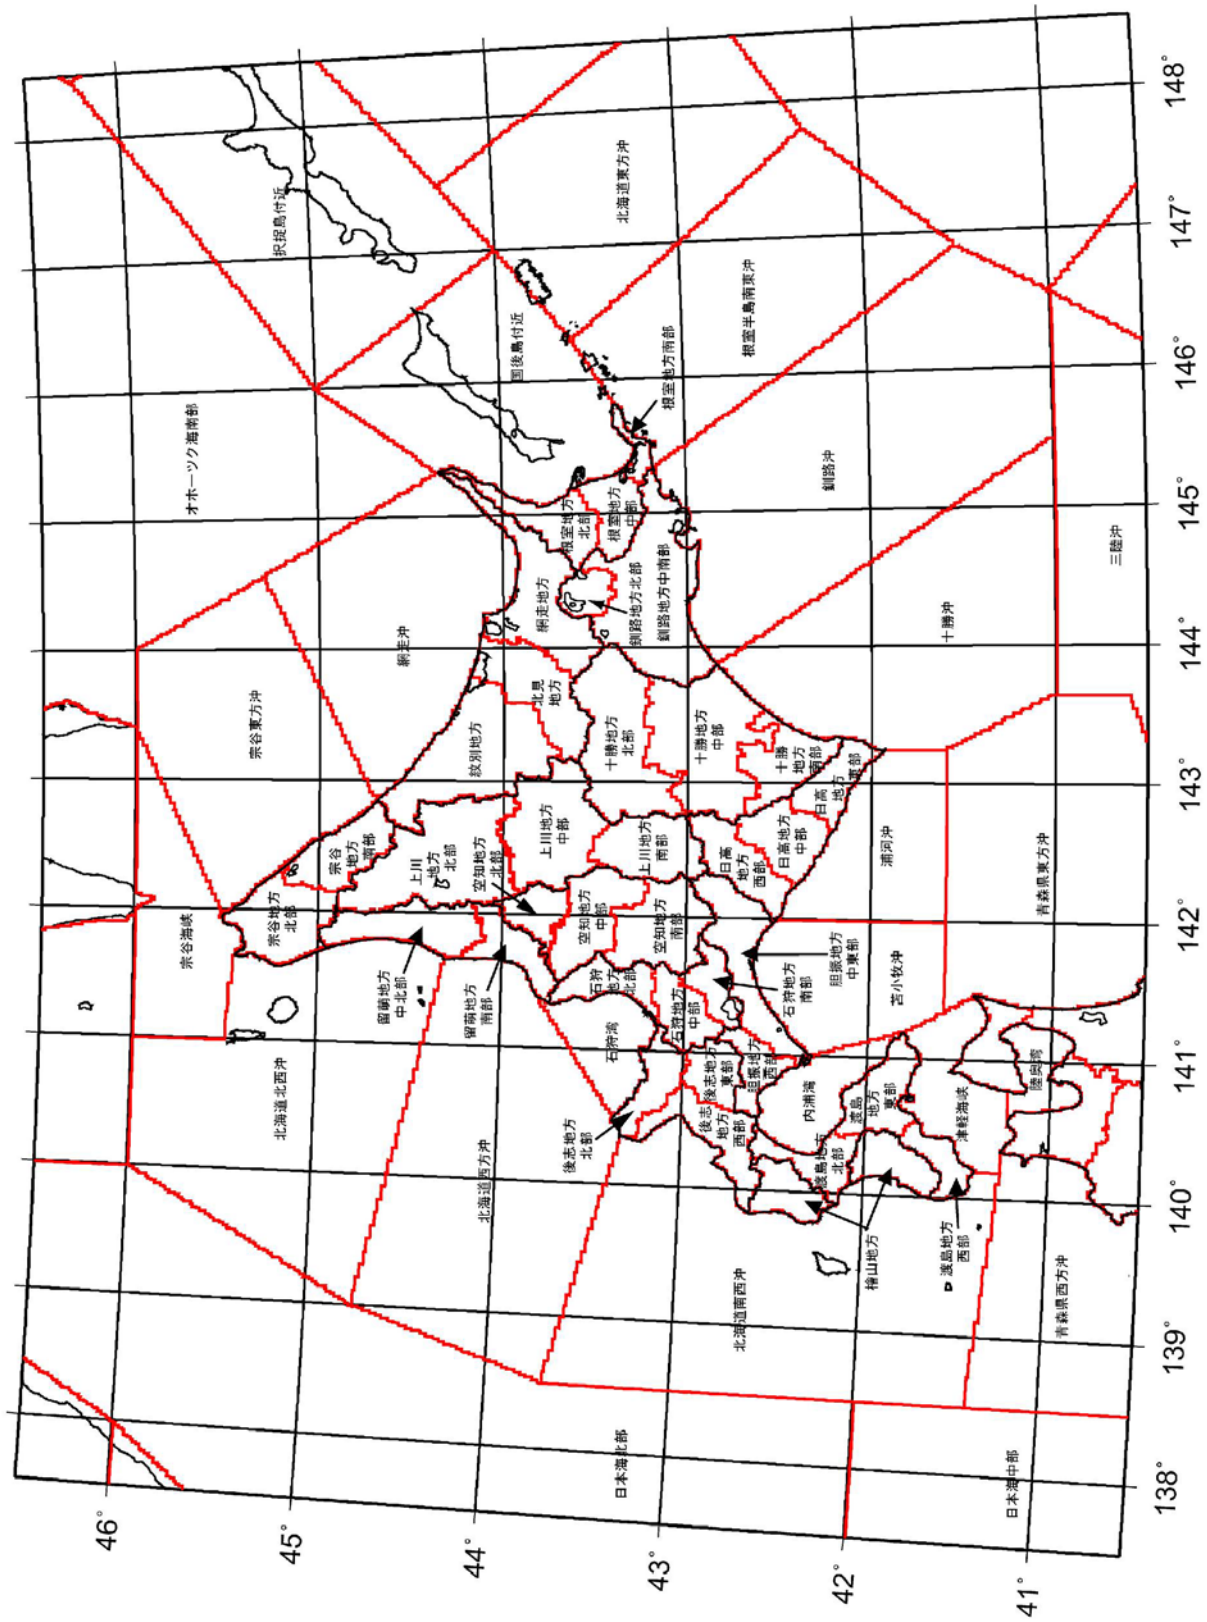 46°
45°
44°
43°
42°
41°
138°
139°
140°
141°
142°
143°
144°
145°
146°
147°
148°
択捉島付近
オホーツク海南部
国後島付近
北海道東方沖
根室半島南東沖
根室地方南部
釧路沖
根室地方
北部
根室地方
中部
釧路地方北部
釧路地方中南部
網走地方
網走沖
宗谷東方沖
北見
地方
紋別地方
十勝地方
北部
十勝地方
中部
十勝
地方
南部
十勝沖
三陸沖
宗谷海峡
宗谷地方
北部
宗谷
地方
南部
上川
地方
北部
上川地方
中部
上川地方
南部
空知地方
北部
空知地方
中部
空知地方
南部
日高
地方
西部
日高地方
中部
日高
地方
東部
浦河沖
青森県東方沖
留萌地方
中北部
留萌地方
南部
石狩
地方
北部
石狩地方
中部
石狩地方
南部
胆振地方
中東部
苫小牧沖
石狩湾
北海道北西沖
北海道西方沖
後志地方
北部
後志地方
東部
後志
地方
西部
胆振地方
西部
内浦湾
渡島
地方
東部
渡島地方
北部
津軽海峡
陸奥湾
檜山地方
渡島地方
西部
北海道南西沖
青森県西方沖
日本海北部
日本海中部